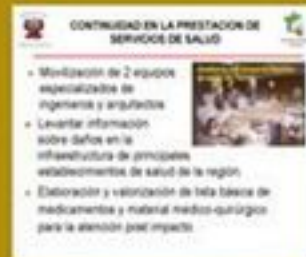 CONTINUIDAD EN LA PRESTACION DE
SERVICIOS DE SALUD
Movilización de 2 equipos
especializados de
ingenieros y arquitectos
Levantar información
sobre daños en la
infraestructura de principales
establecimientos de salud de la región.
Elaboración y valorización de lista básica de
medicamentos y material médico-quirúrgico
para la atención post impacto